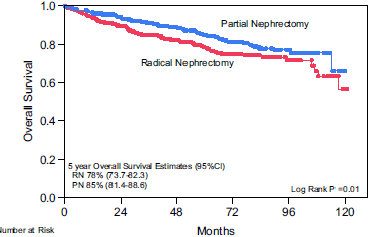 1.0
Partial Nephrectomy
0.8
Radical Nephrectomy
0.6
Overall Survival
0.4
0.2
5 year Overall Survival Estimates (95%CI)
RN 78% (73.7-82.3)
PN 85% (81.4-88.6)
Log Rank P =0.01
0.0
0 24 48 72 96 120
Number at Risk
Months